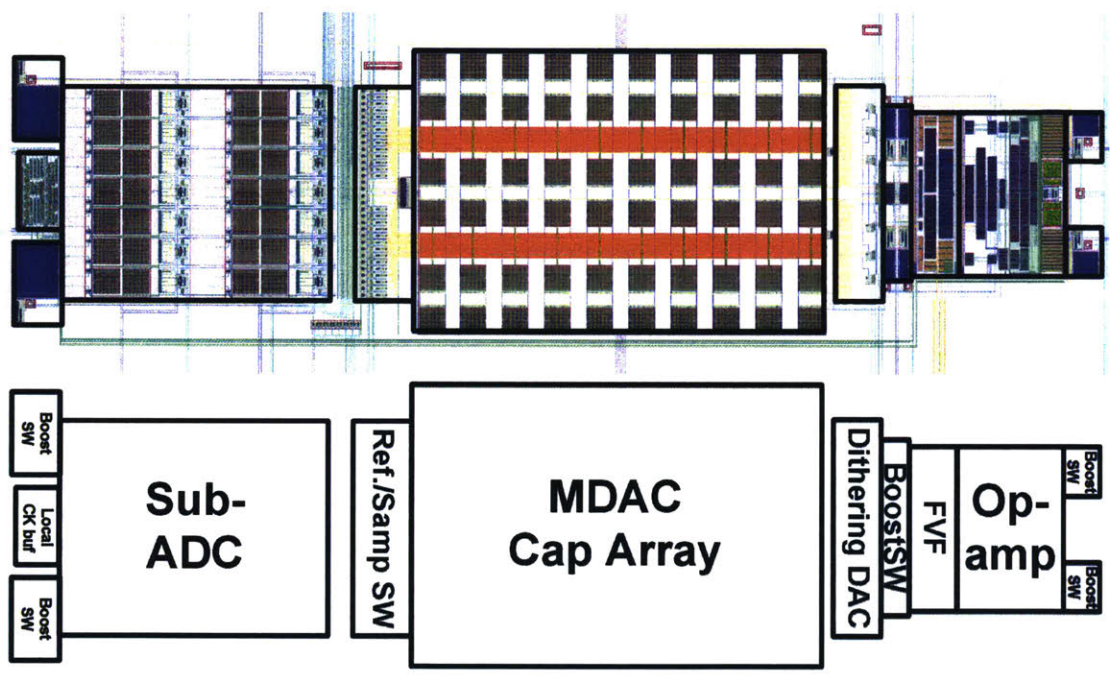 Boost
SW
Local
CK buf
Boost
SW
Sub-
ADC
Ref./Samp SW
MDAC
Cap Array
Dithering DAC
BoostSW
FVF
Op-
amp
Boost
SW
Boost
SW